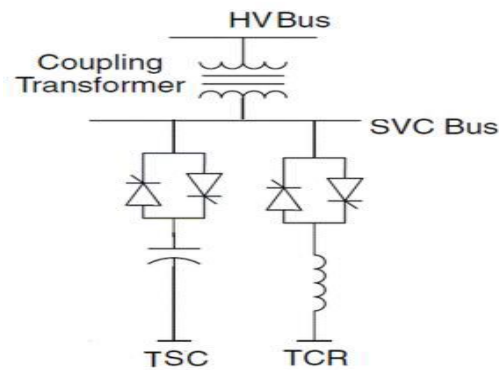 HV Bus
Coupling
Transformer
SVC Bus
TSC
TCR